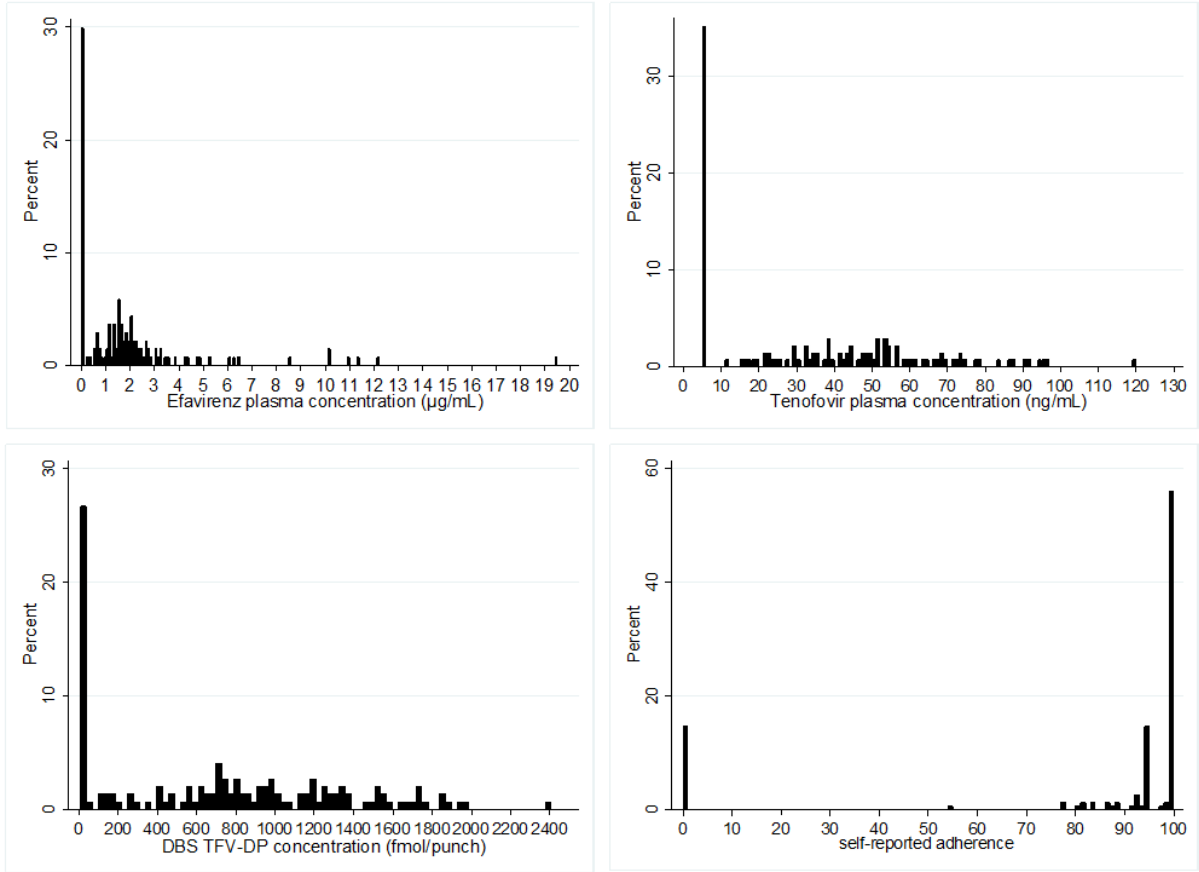 30
20
10
0
Percent
0 1 2 3 4 5 6 7 8 9 10 11 12 13 14 15 16 17 18 19 20
Efavirenz plasma concentration (µg/mL)
30
20
10
0
Percent
0 10 20 30 40 50 60 70 80 90 100 110 120 130
Tenofovir plasma concentration (ng/mL)
30
20
10
0
Percent
0 200 400 600 800 1000 1200 1400 1600 1800 2000 2200 2400
DBS TFV-DP concentration (fmol/punch)
60
40
20
0
Percent
0 10 20 30 40 50 60 70 80 90 100
self-reported adherence